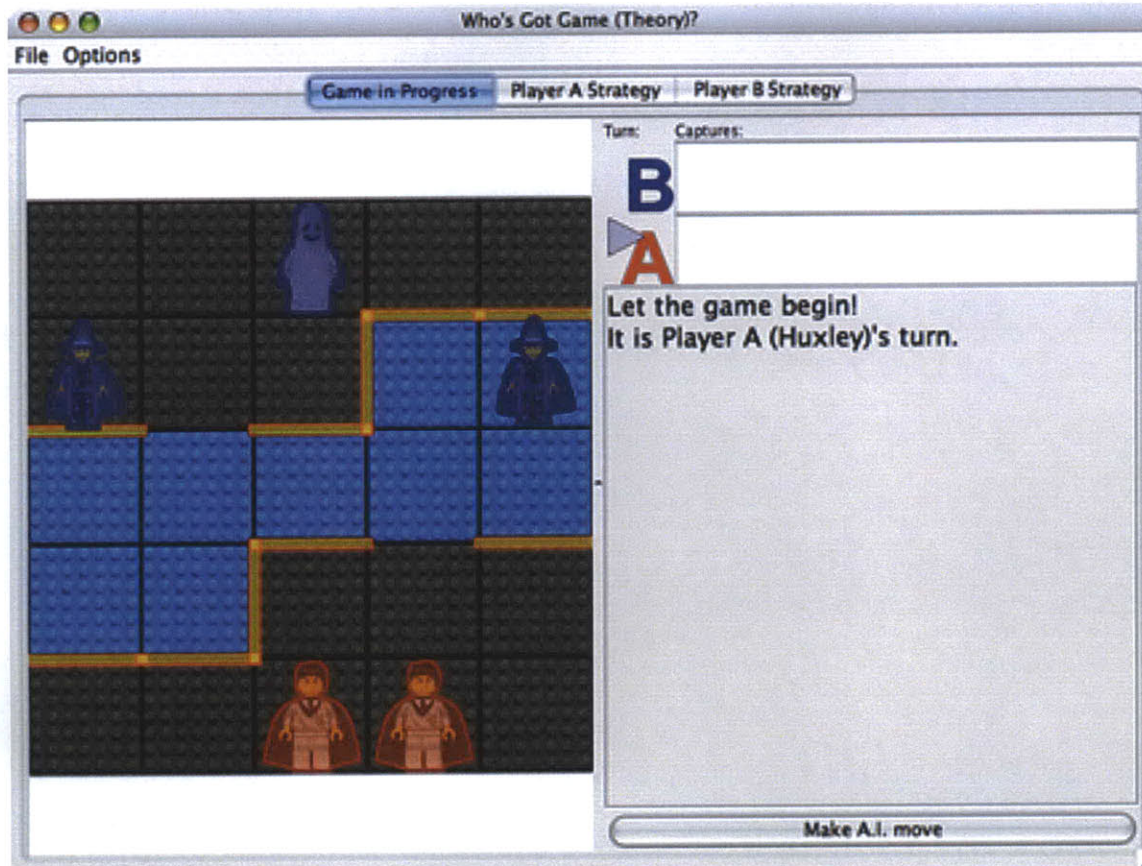 Who's Got Game (Theory)?
File Options
Game in Progress Player A Strategy Player B Strategy
Turn: Captures:
B
A
Let the game begin!
It is Player A (Huxley)'s turn.
Make A.I. move